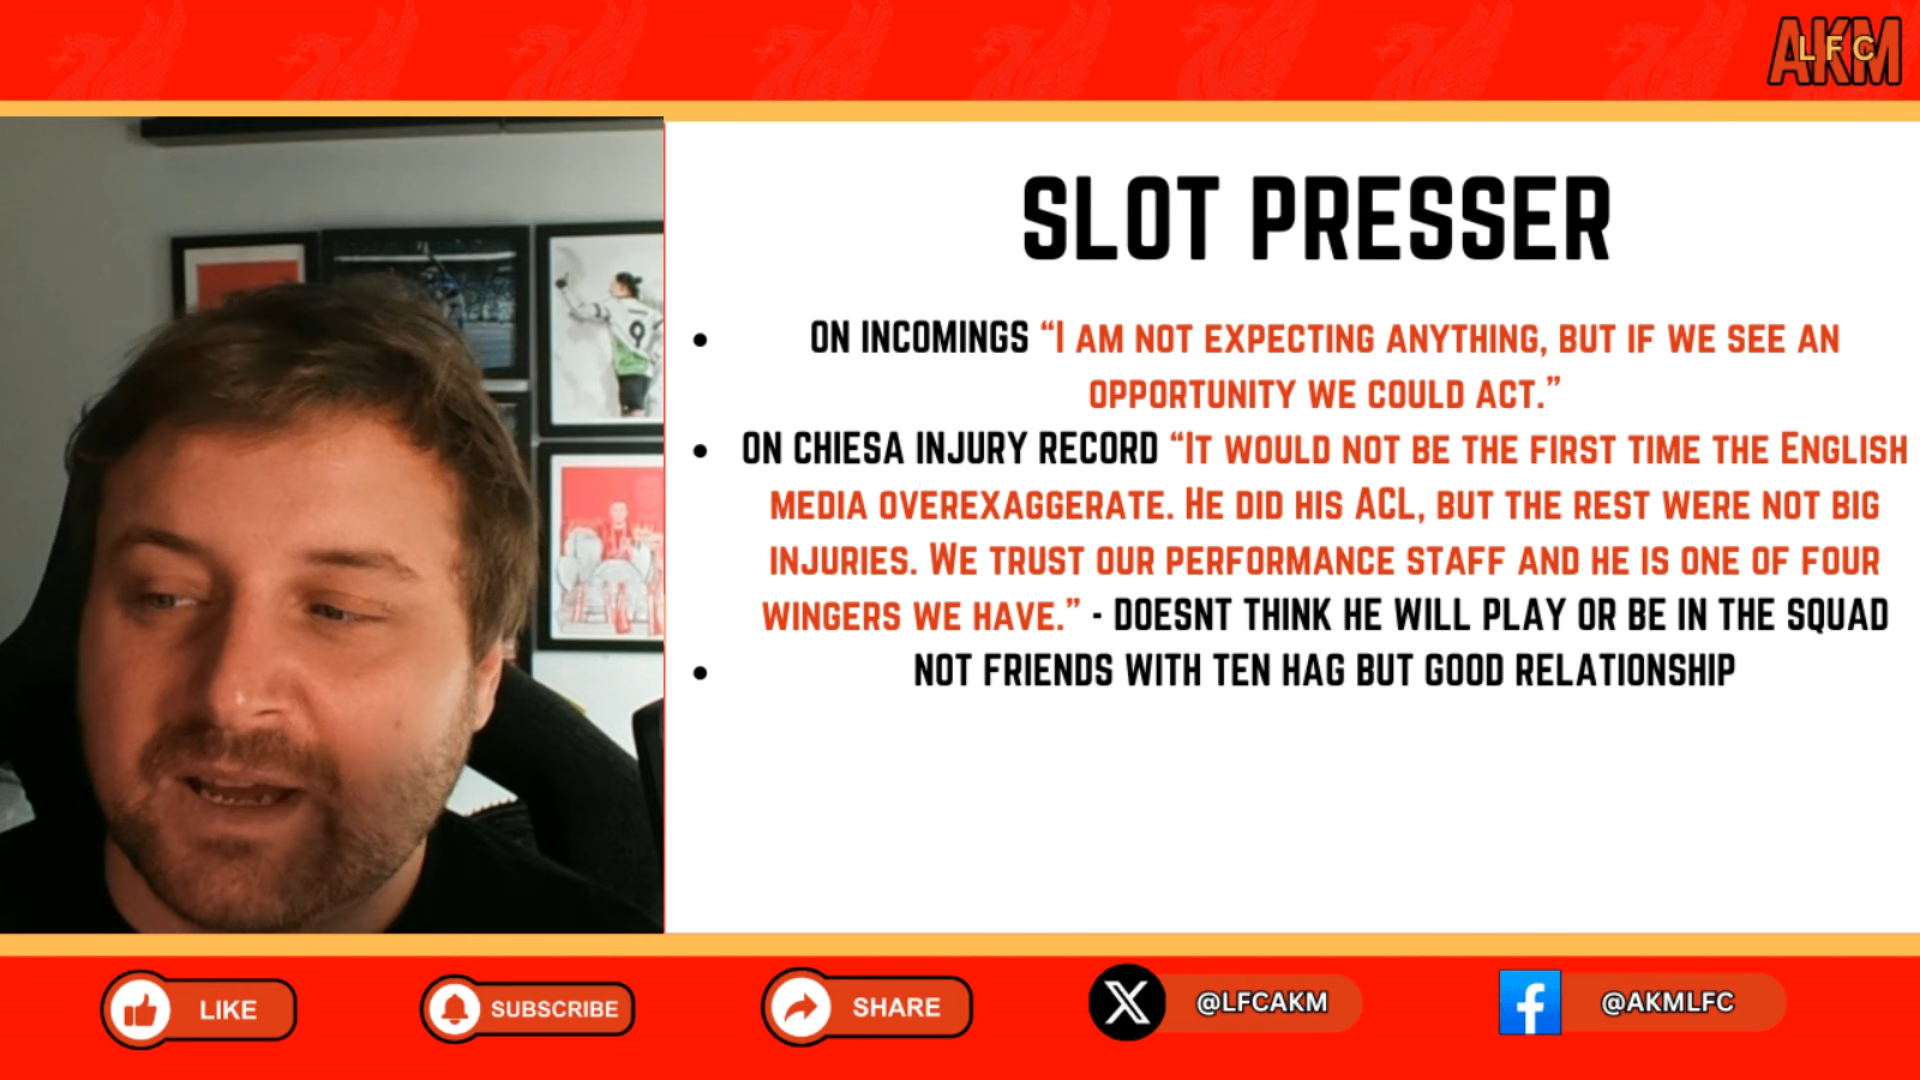 AKM
LFC
SLOT PRESSER
• ON INCOMINGS “I AM NOT EXPECTING ANYTHING, BUT IF WE SEE AN
OPPORTUNITY WE COULD ACT.”
• ON CHIESA INJURY RECORD “IT WOULD NOT BE THE FIRST TIME THE ENGLISH
MEDIA OVEREXAGGERATE. HE DID HIS ACL, BUT THE REST WERE NOT BIG
INJURIES. WE TRUST OUR PERFORMANCE STAFF AND HE IS ONE OF FOUR
WINGERS WE HAVE.” - DOESNT THINK HE WILL PLAY OR BE IN THE SQUAD
• NOT FRIENDS WITH TEN HAG BUT GOOD RELATIONSHIP
9
LIKE
SUBSCRIBE
SHARE
@LFCAKM
@AKMLFC